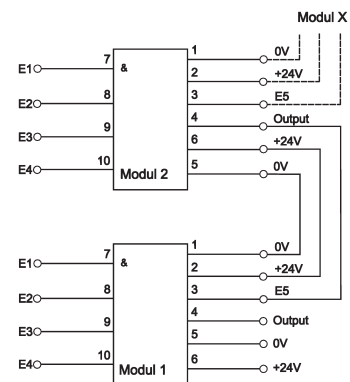 Modul X
1 0V
E1 7 & 2 +24V
E2 8 3 E5
4 Output
E3 9 6 +24V
E4 10 5 0V
Modul 2
1 0V
E1 7 & 2 +24V
E2 8 3 E5
E3 9 4 Output
5 0V
E4 10 6 +24V
Modul 1